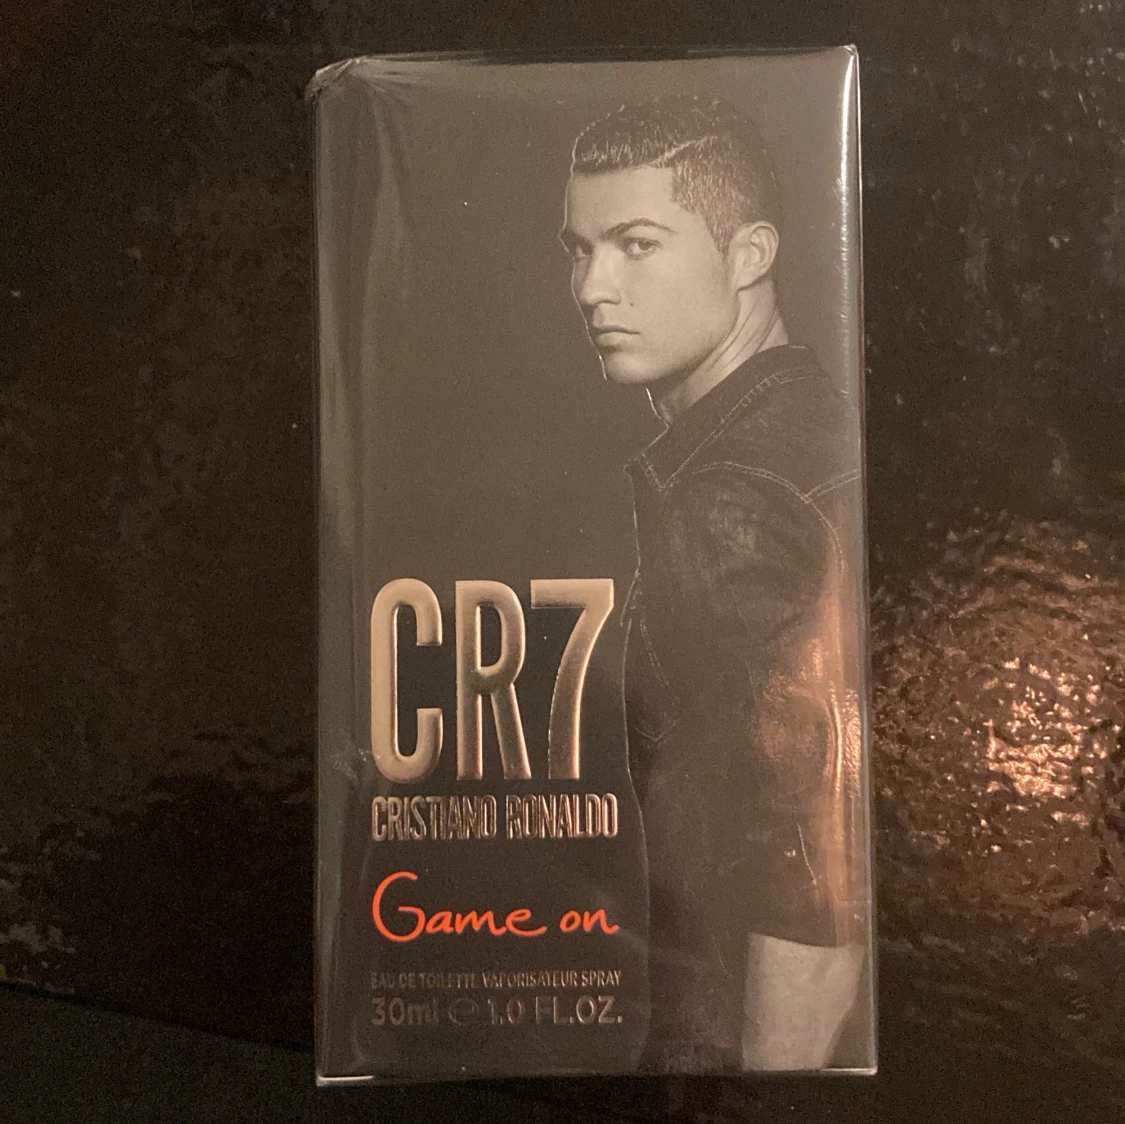 CR7
CRISTIANO RONALDO
Game on
EAU DE TOILETTE VAPORISATEUR SPRAY
30ml ℮ 1.0 FL.OZ.